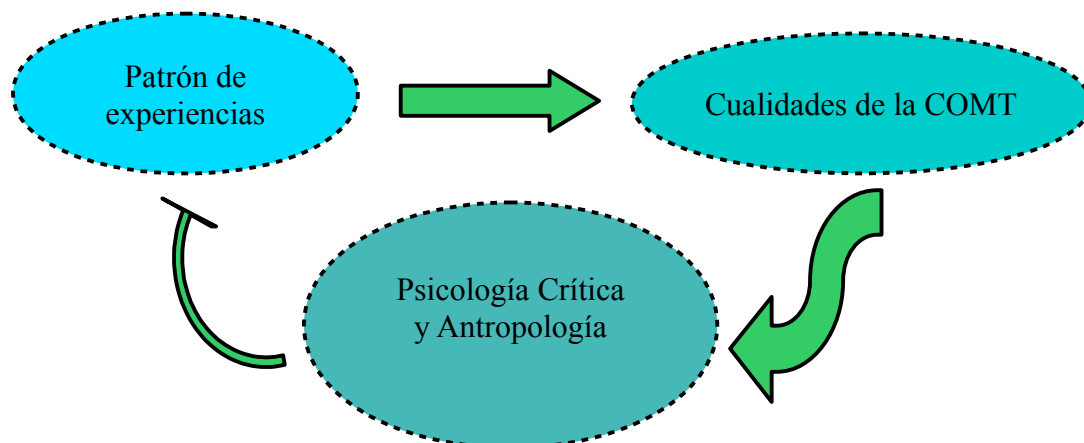 Patrón de
experiencias
Cualidades de la COMT
Psicología Crítica
y Antropología